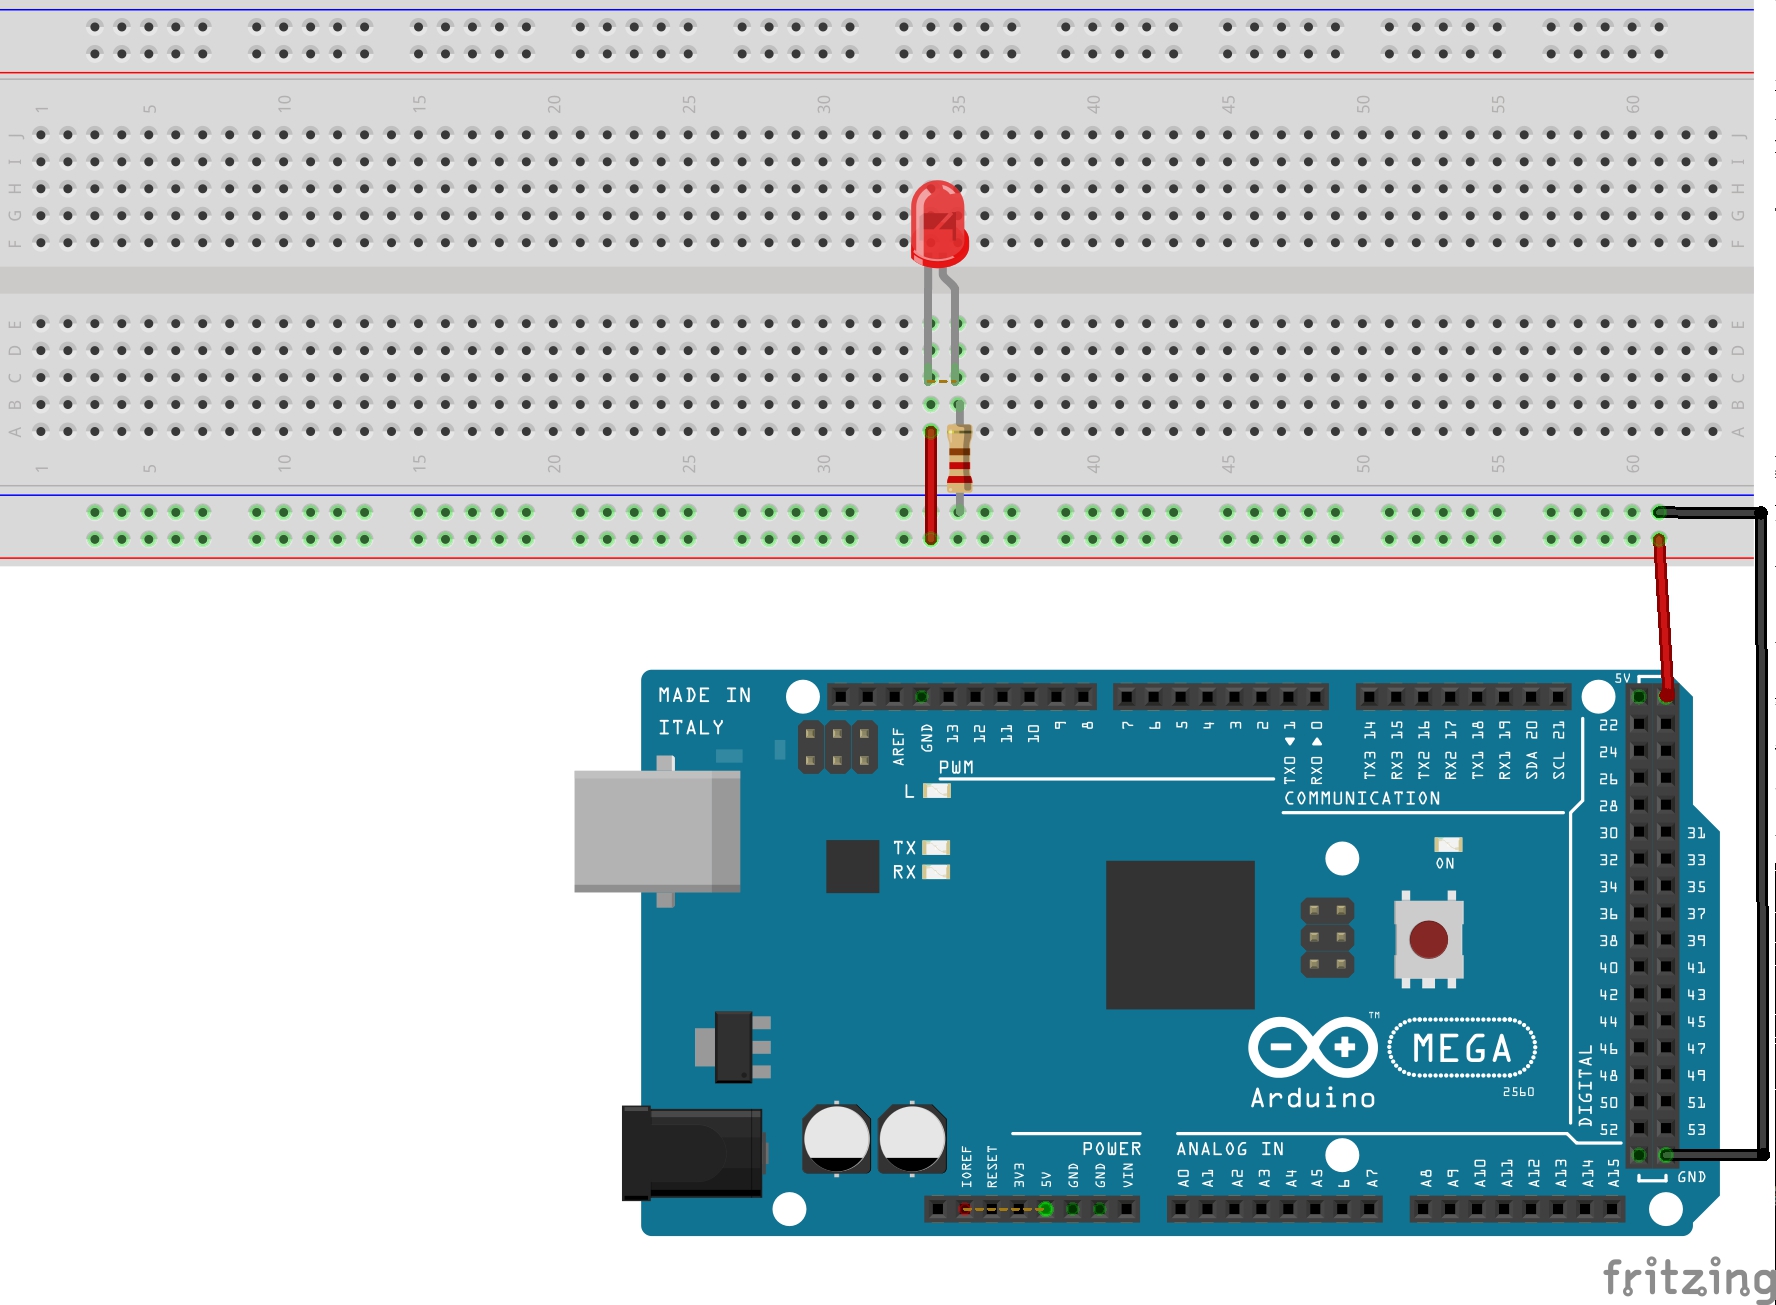 1 5 10 15 20 25 30 35 40 45 50 55 60
J J
I I
H H
G G
F F
E E
D D
C C
B B
A A
1 5 10 15 20 25 30 40 45 50 55 60
MADE IN
ITALY
AREF GND 13 12 11 10 9 8
7 6 5 4 3 2 TX0 1 RX0 0
TX3 14 RX3 15 TX2 16 RX2 17 TX1 18 RX1 19 SDA 20 SCL 21
5V
PWM
COMMUNICATION
L
TX
RX
ON
22
24
26
28
30 31
32 33
34 35
36 37
38 39
40 41
42 43
44 45
46 47
48 49
50 51
52 53
DIGITAL
GND
MEGA
TM
Arduino
2560
POWER
ANALOG IN
IOREF RESET 3V3 5V GND GND VIN
A0 A1 A2 A3 A4 A5 6 A7
A8 A9 A10 A11 A12 A13 A14 A15
fritzing